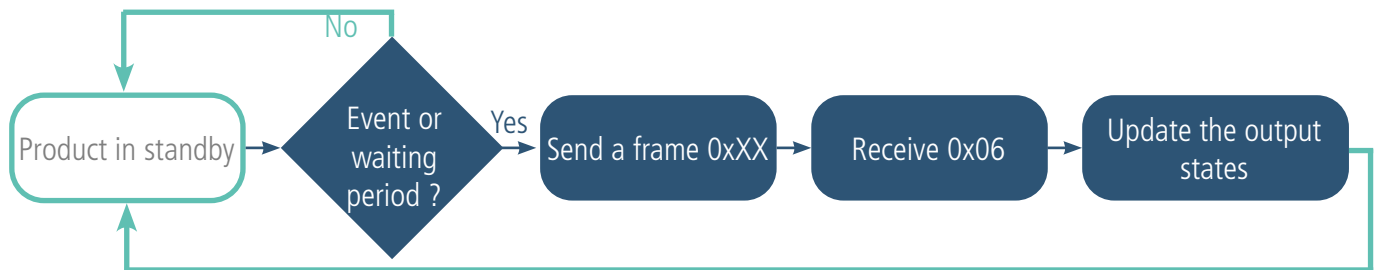 No
Product in standby
Event or
waiting
period ?
Yes
Send a frame 0xXX
Receive 0x06
Update the output
states